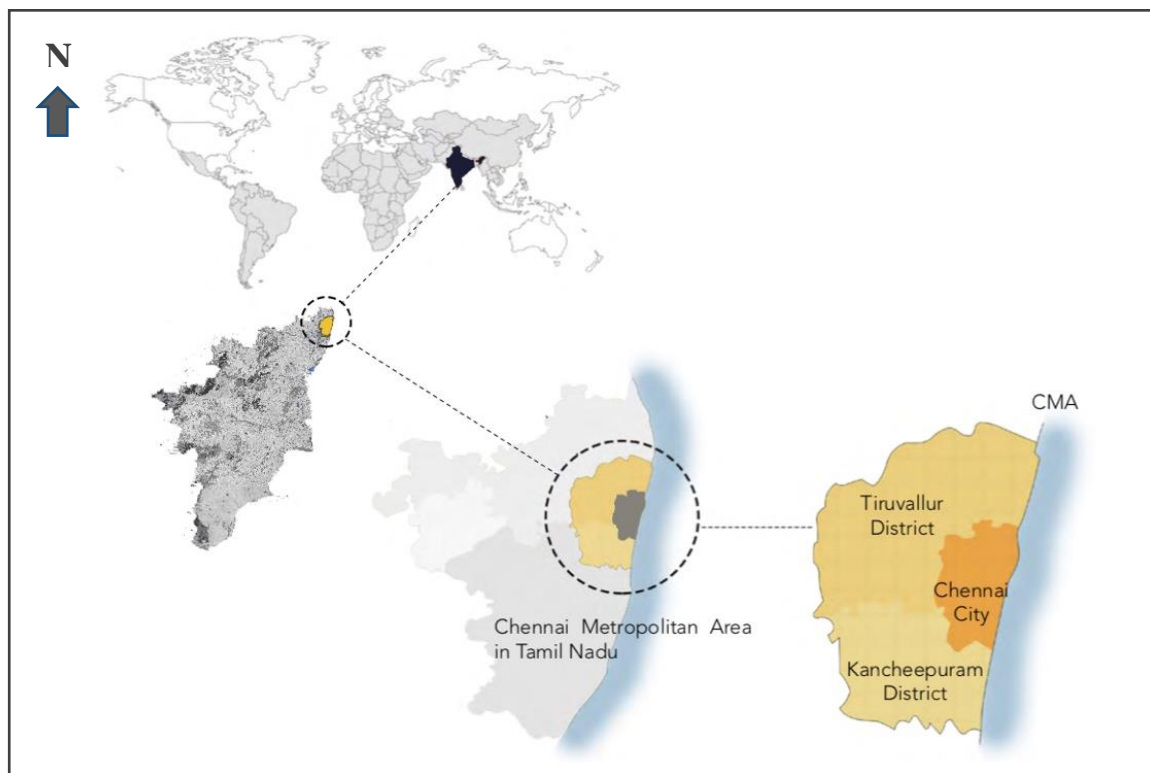 N
CMA
Tiruvallur
District
Chennai
City
Chennai Metropolitan Area
in Tamil Nadu
Kancheepuram
District